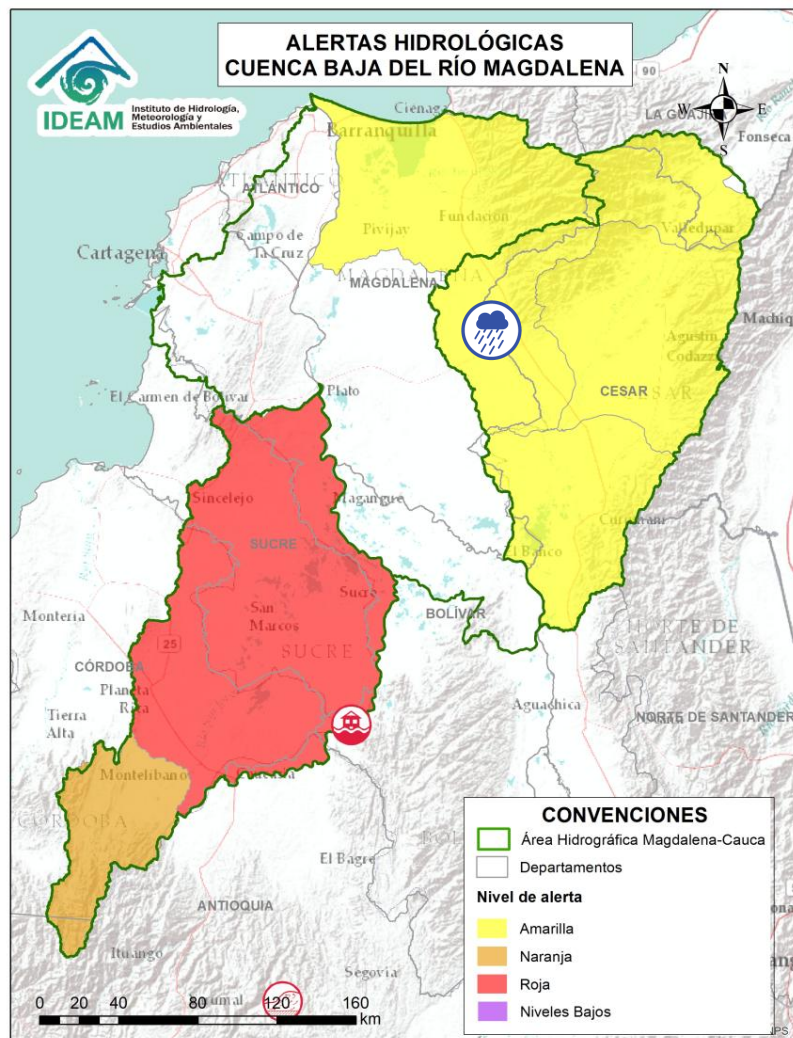 ALERTAS HIDROLÓGICAS
CUENCA BAJA DEL RÍO MAGDALENA
IDEAM
Instituto de Hidrología,
Meteorología y
Estudios Ambientales
90
N
W E
S
Ciénaga
LA GUAJIRA
Barranquilla
Fonseca
ATLÁNTICO
Pivijay
Fundación
Valledupar
Cartagena
Campo de
La Cruz
MAGDALENA
MAGDALENA
Agustín
Codazzi
CESAR
El Carmen de Bolívar
Plato
Sincelejo
Magangue
SUCRE
El Banco
Sucre
San
Marcos
BOLÍVAR
Montería
SUCRE
NORTE DE
SANTANDER
25
CÓRDOBA
Planeta
Rica
Tierra
Alta
Aguachica
NORTE DE SANTANDER
Montelíbano
CÓRDOBA
El Bagre
ANTIOQUIA
Ituango
Segovia
0 20 40 80 120 160
km
CONVENCIONES
Área Hidrográfica Magdalena-Cauca
Departamentos
Nivel de alerta
Amarilla
Naranja
Roja
Niveles Bajos